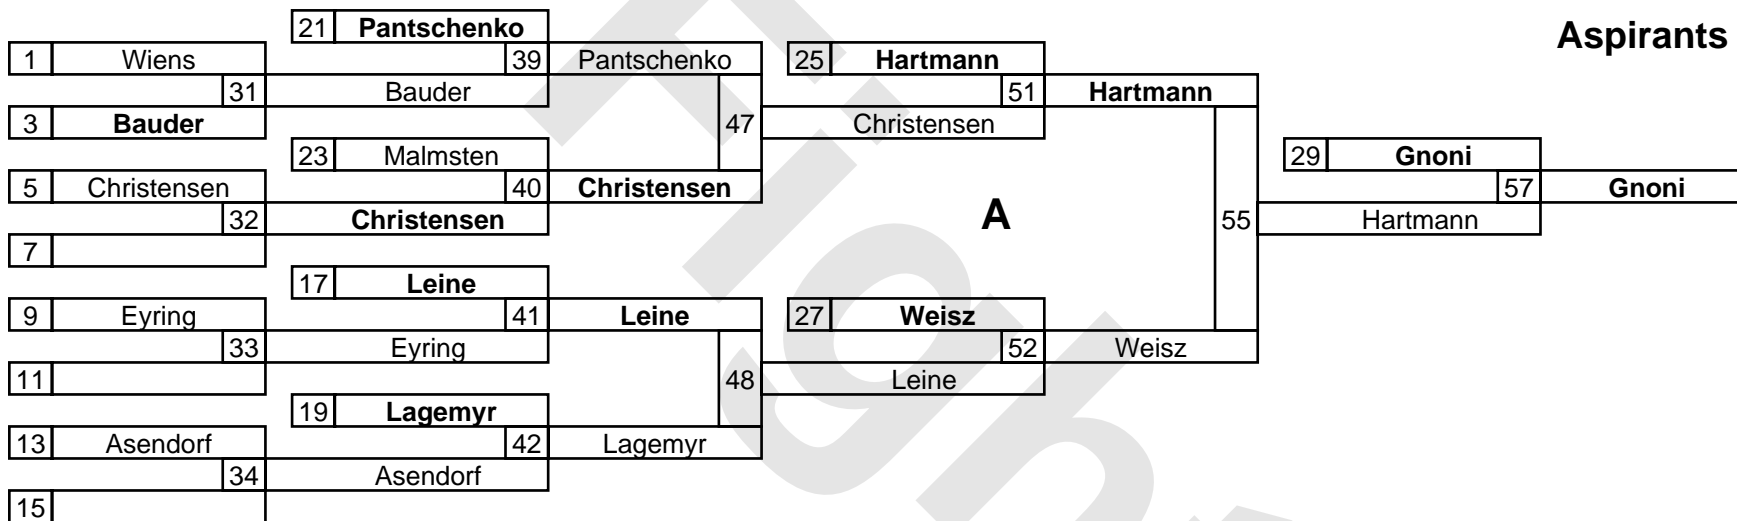 21 Pantschenko
Aspirants
1 Wiens 39 Pantschenko 25 Hartmann
31 Bauder 51 Hartmann
3 Bauder 47 Christensen
23 Malmsten 29 Gnoni
5 Christensen 40 Christensen 57 Gnoni
32 Christensen A 55 Hartmann
7
17 Leine
9 Eyring 41 Leine 27 Weisz
33 Eyring 52 Weisz
11 48 Leine
19 Lagemyr
13 Asendorf 42 Lagemyr
34 Asendorf
15